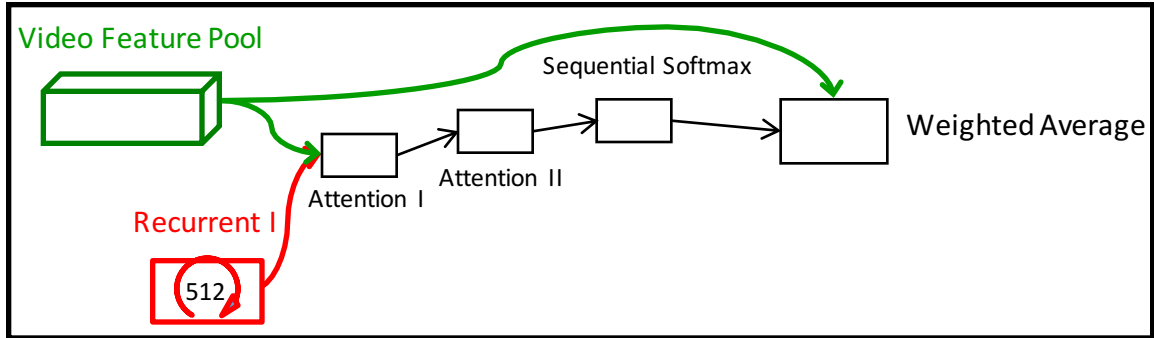 Video Feature Pool
Sequential Softmax
Weighted Average
Attention I
Attention II
Recurrent I
512